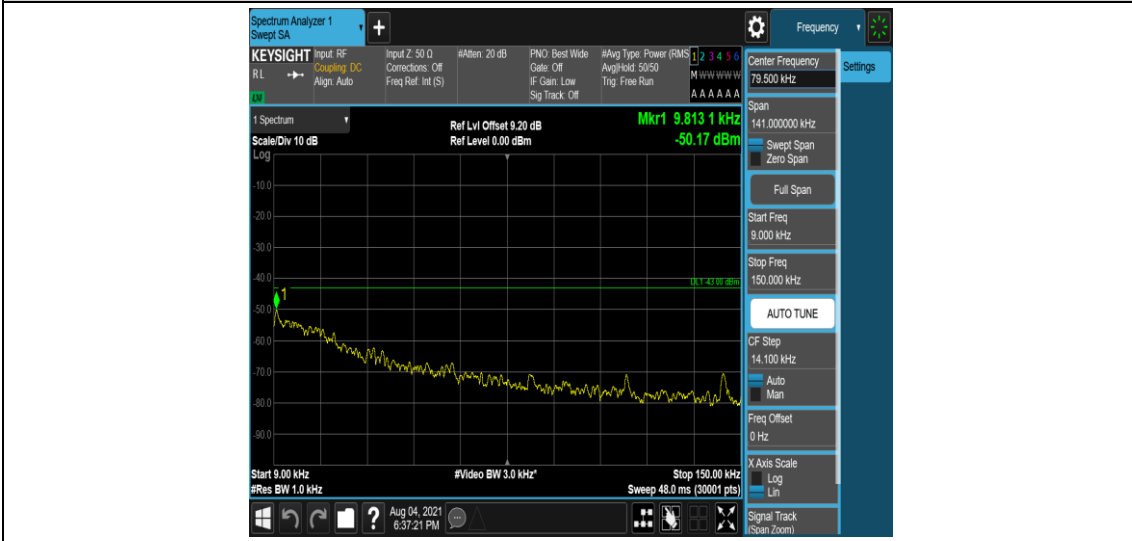 Spectrum Analyzer 1
Swept SA
+
Frequency
KEYSIGHT
RL
Input: RF
Coupling: DC
Align: Auto
Input Z: 50 Ω
Corrections: Off
Freq Ref: Int (S)
#Atten: 20 dB
PNO: Best Wide
Gate: Off
IF Gain: Low
Sig Track: Off
#Avg Type: Power (RMS
Avg|Hold: 50/50
Trig: Free Run
1 2 3 4 5 6
M W W W W W
A A A A A A
1 Spectrum
Scale/Div 10 dB
Log
Ref Lvl Offset 9.20 dB
Ref Level 0.00 dBm
Mkr1 9.813 1 kHz
-50.17 dBm
-10.0
-20.0
-30.0
-40.0
-50.0
-60.0
-70.0
-80.0
-90.0
DL1 -43.00 dBm
1
Start 9.00 kHz
#Res BW 1.0 kHz
#Video BW 3.0 kHz*
Stop 150.00 kHz
Sweep 48.0 ms (30001 pts)
?
Aug 04, 2021
6:37:21 PM
Center Frequency
79.500 kHz
Settings
Span
141.000000 kHz
Swept Span
Zero Span
Full Span
Start Freq
9.000 kHz
Stop Freq
150.000 kHz
AUTO TUNE
CF Step
14.100 kHz
Auto
Man
Freq Offset
0 Hz
X Axis Scale
Log
Lin
Signal Track
(Span Zoom)